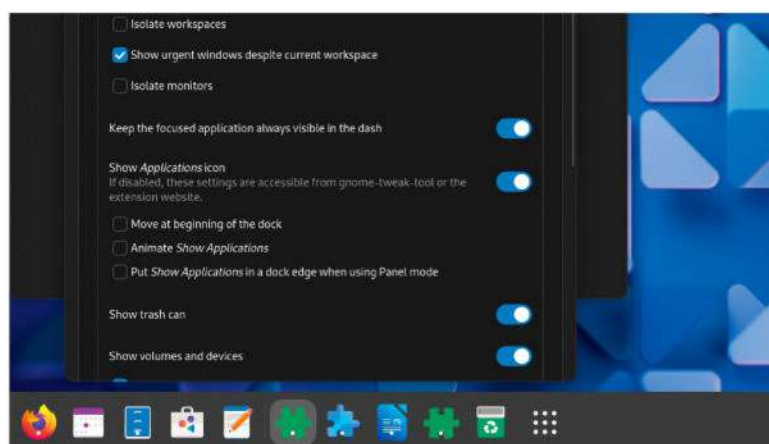 Isolate workspaces
Show urgent windows despite current workspace
Isolate monitors
Keep the focused application always visible in the dash
Show Applications icon
If disabled, these settings are accessible from gnome-tweak-tool or the
extension website.
Move at beginning of the dock
Animate Show Applications
Put Show Applications in a dock edge when using Panel mode
Show trash can
Show volumes and devices